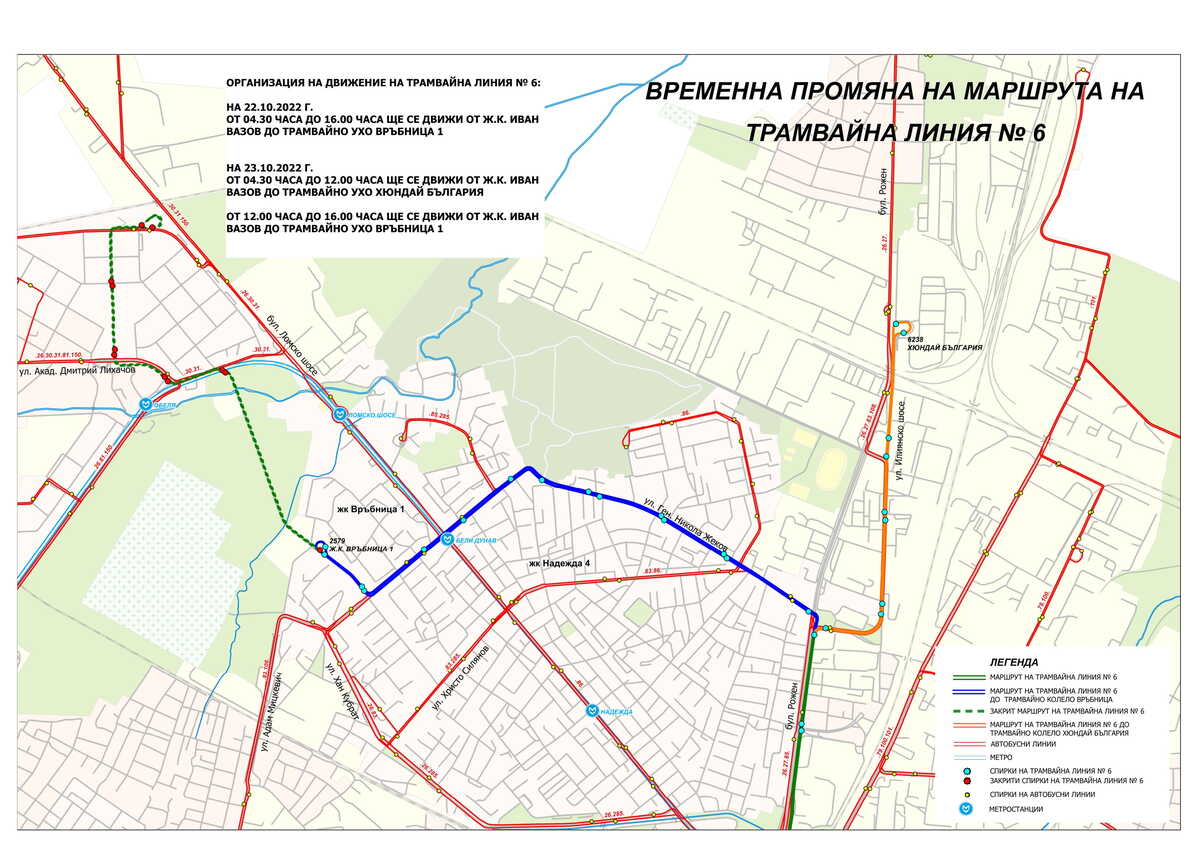 ВРЕМЕННА ПРОМЯНА НА МАРШРУТА НА
ТРАМВАЙНА ЛИНИЯ № 6
ОРГАНИЗАЦИЯ НА ДВИЖЕНИЕ НА ТРАМВАЙНА ЛИНИЯ № 6:
НА 22.10.2022 Г.
ОТ 04.30 ЧАСА ДО 16.00 ЧАСА ЩЕ СЕ ДВИЖИ ОТ Ж.К. ИВАН
ВАЗОВ ДО ТРАМВАЙНО УХО ВРЪБНИЦА 1
НА 23.10.2022 Г.
ОТ 04.30 ЧАСА ДО 12.00 ЧАСА ЩЕ СЕ ДВИЖИ ОТ Ж.К. ИВАН
ВАЗОВ ДО ТРАМВАЙНО УХО ХЮНДАЙ БЪЛГАРИЯ
ОТ 12.00 ЧАСА ДО 16.00 ЧАСА ЩЕ СЕ ДВИЖИ ОТ Ж.К. ИВАН
ВАЗОВ ДО ТРАМВАЙНО УХО ВРЪБНИЦА 1
бул. Рожен
.26.27.
.30.31.150.
.26.30.31.
бул. Ломско шосе
.101.
6238
ХЮНДАЙ БЪЛГАРИЯ
.26.30.31.81.150.
.30.31.
ул. Акад. Дмитрий Лихачов
.30.31.
ОБЕЛЯ
ЛОМСКО ШОСЕ
.85.285.
.86.
.26.27.83.108.
ул. Илиянско шосе
.26.81.150.
жк Връбница 1
ул. Ген. Никола Жеков
2579
Ж.К. ВРЪБНИЦА 1
БЕЛИ ДУНАВ
жк Надежда 4
.83.86.
.79.100.
.83.108.
ул. Адам Мицкевич
ул. Хан Кубрат
.26.83.
.85.285.
ул. Христо Силянов
.86.
НАДЕЖДА
бул. Рожен
.26.27.85.
.79.100.101.
.26.285.
.26.285.
ЛЕГЕНДА
МАРШРУТ НА ТРАМВАЙНА ЛИНИЯ № 6
МАРШРУТ НА ТРАМВАЙНА ЛИНИЯ № 6
ДО ТРАМВАЙНО КОЛЕЛО ВРЪБНИЦА
ЗАКРИТ МАРШРУТ НА ТРАМВАЙНА ЛИНИЯ № 6
МАРШРУТ НА ТРАМВАЙНА ЛИНИЯ № 6 ДО
ТРАМВАЙНО КОЛЕЛО ХЮНДАЙ БЪЛГАРИЯ
АВТОБУСНИ ЛИНИИ
МЕТРО
СПИРКИ НА ТРАМВАЙНА ЛИНИЯ № 6
ЗАКРИТИ СПИРКИ НА ТРАМВАЙНА ЛИНИЯ № 6
СПИРКИ НА АВТОБУСНИ ЛИНИИ
МЕТРОСТАНЦИИ